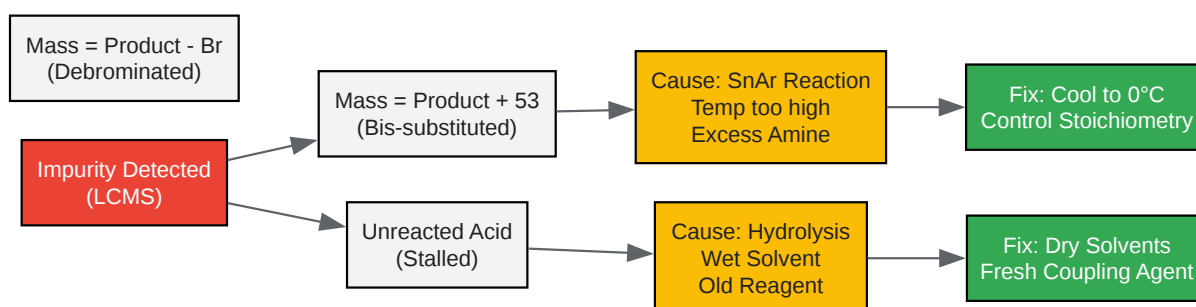 Mass = Product - Br
(Debrominated)
Impurity Detected
(LCMS)
Mass = Product + 53
(Bis-substituted)
Cause: SnAr Reaction
Temp too high
Excess Amine
Fix: Cool to 0°C
Control Stoichiometry
Unreacted Acid
(Stalled)
Cause: Hydrolysis
Wet Solvent
Old Reagent
Fix: Dry Solvents
Fresh Coupling Agent